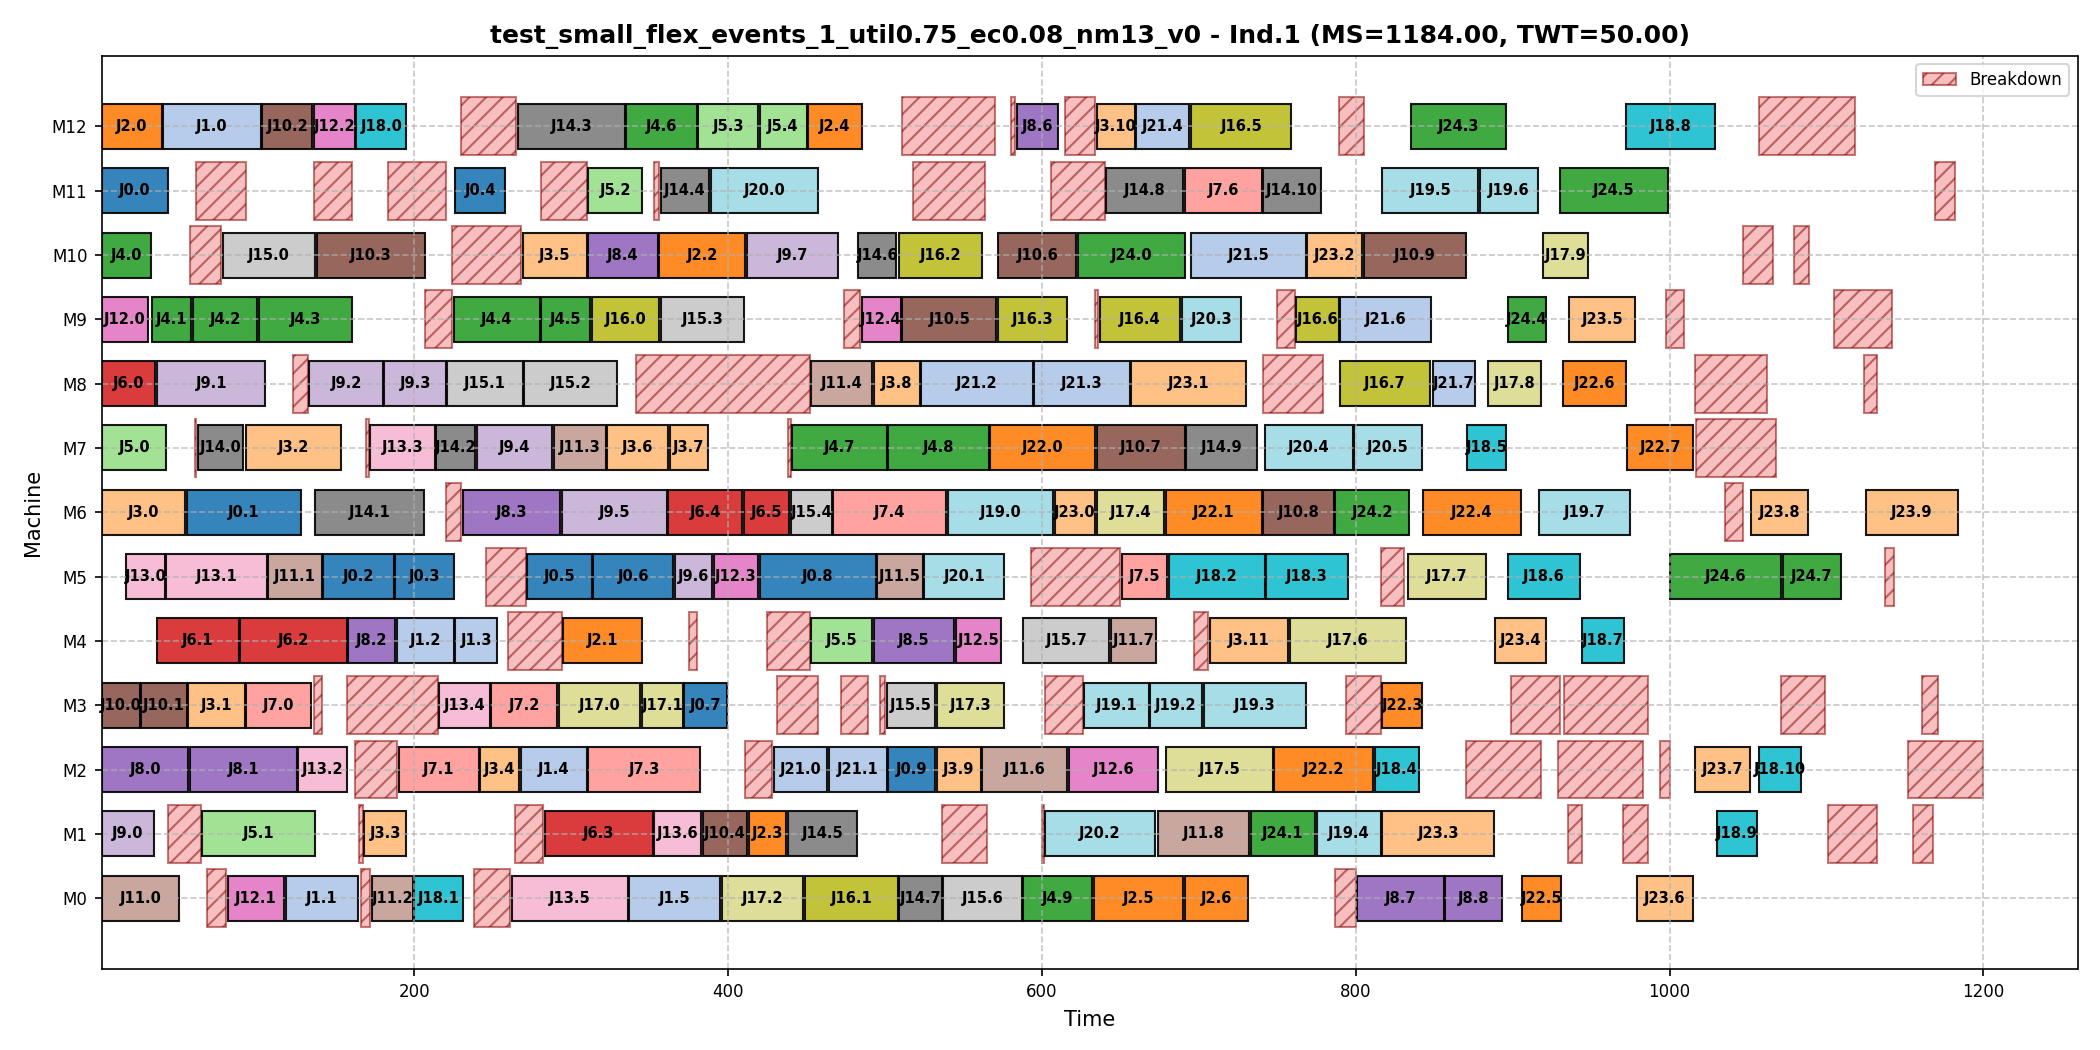 test_small_flex_events_1_util0.75_ec0.08_nm13_v0 - Ind.1 (MS=1184.00, TWT=50.00)
Breakdown
M12 J2.0 J1.0 J10.2 J12.2 J18.0 J14.3 J4.6 J5.3 J5.4 J2.4 J8.6 J3.10 J21.4 J16.5 J24.3 J18.8
M11 J0.0 J0.4 J5.2 J14.4 J20.0 J14.8 J7.6 J14.10 J19.5 J19.6 J24.5
M10 J4.0 J15.0 J10.3 J3.5 J8.4 J2.2 J9.7 J14.6 J16.2 J10.6 J24.0 J21.5 J23.2 J10.9 J17.9
M9 J12.0 J4.1 J4.2 J4.3 J4.4 J4.5 J16.0 J15.3 J12.4 J10.5 J16.3 J16.4 J20.3 J16.6 J21.6 J24.4 J23.5
M8 J6.0 J9.1 J9.2 J9.3 J15.1 J15.2 J11.4 J3.8 J21.2 J21.3 J23.1 J16.7 J21.7 J17.8 J22.6
M7 J5.0 J14.0 J3.2 J13.3 J14.2 J9.4 J11.3 J3.6 J3.7 J4.7 J4.8 J22.0 J10.7 J14.9 J20.4 J20.5 J18.5 J22.7
M6 J3.0 J0.1 J14.1 J8.3 J9.5 J6.4 J6.5 J15.4 J7.4 J19.0 J23.0 J17.4 J22.1 J10.8 J24.2 J22.4 J19.7 J23.8 J23.9
M5 J13.0 J13.1 J11.1 J0.2 J0.3 J0.5 J0.6 J9.6 J12.3 J0.8 J11.5 J20.1 J7.5 J18.2 J18.3 J17.7 J18.6 J24.6 J24.7
M4 J6.1 J6.2 J8.2 J1.2 J1.3 J2.1 J5.5 J8.5 J12.5 J15.7 J11.7 J3.11 J17.6 J23.4 J18.7
M3 J10.0 J10.1 J3.1 J7.0 J13.4 J7.2 J17.0 J17.1 J0.7 J15.5 J17.3 J19.1 J19.2 J19.3 J22.3
M2 J8.0 J8.1 J13.2 J7.1 J3.4 J1.4 J7.3 J21.0 J21.1 J0.9 J3.9 J11.6 J12.6 J17.5 J22.2 J18.4 J23.7 J18.10
M1 J9.0 J5.1 J3.3 J6.3 J13.6 J10.4 J2.3 J14.5 J20.2 J11.8 J24.1 J19.4 J23.3 J18.9
M0 J11.0 J12.1 J1.1 J11.2 J18.1 J13.5 J1.5 J17.2 J16.1 J14.7 J15.6 J4.9 J2.5 J2.6 J8.7 J8.8 J22.5 J23.6
200 400 600 800 1000 1200
Time
Machine